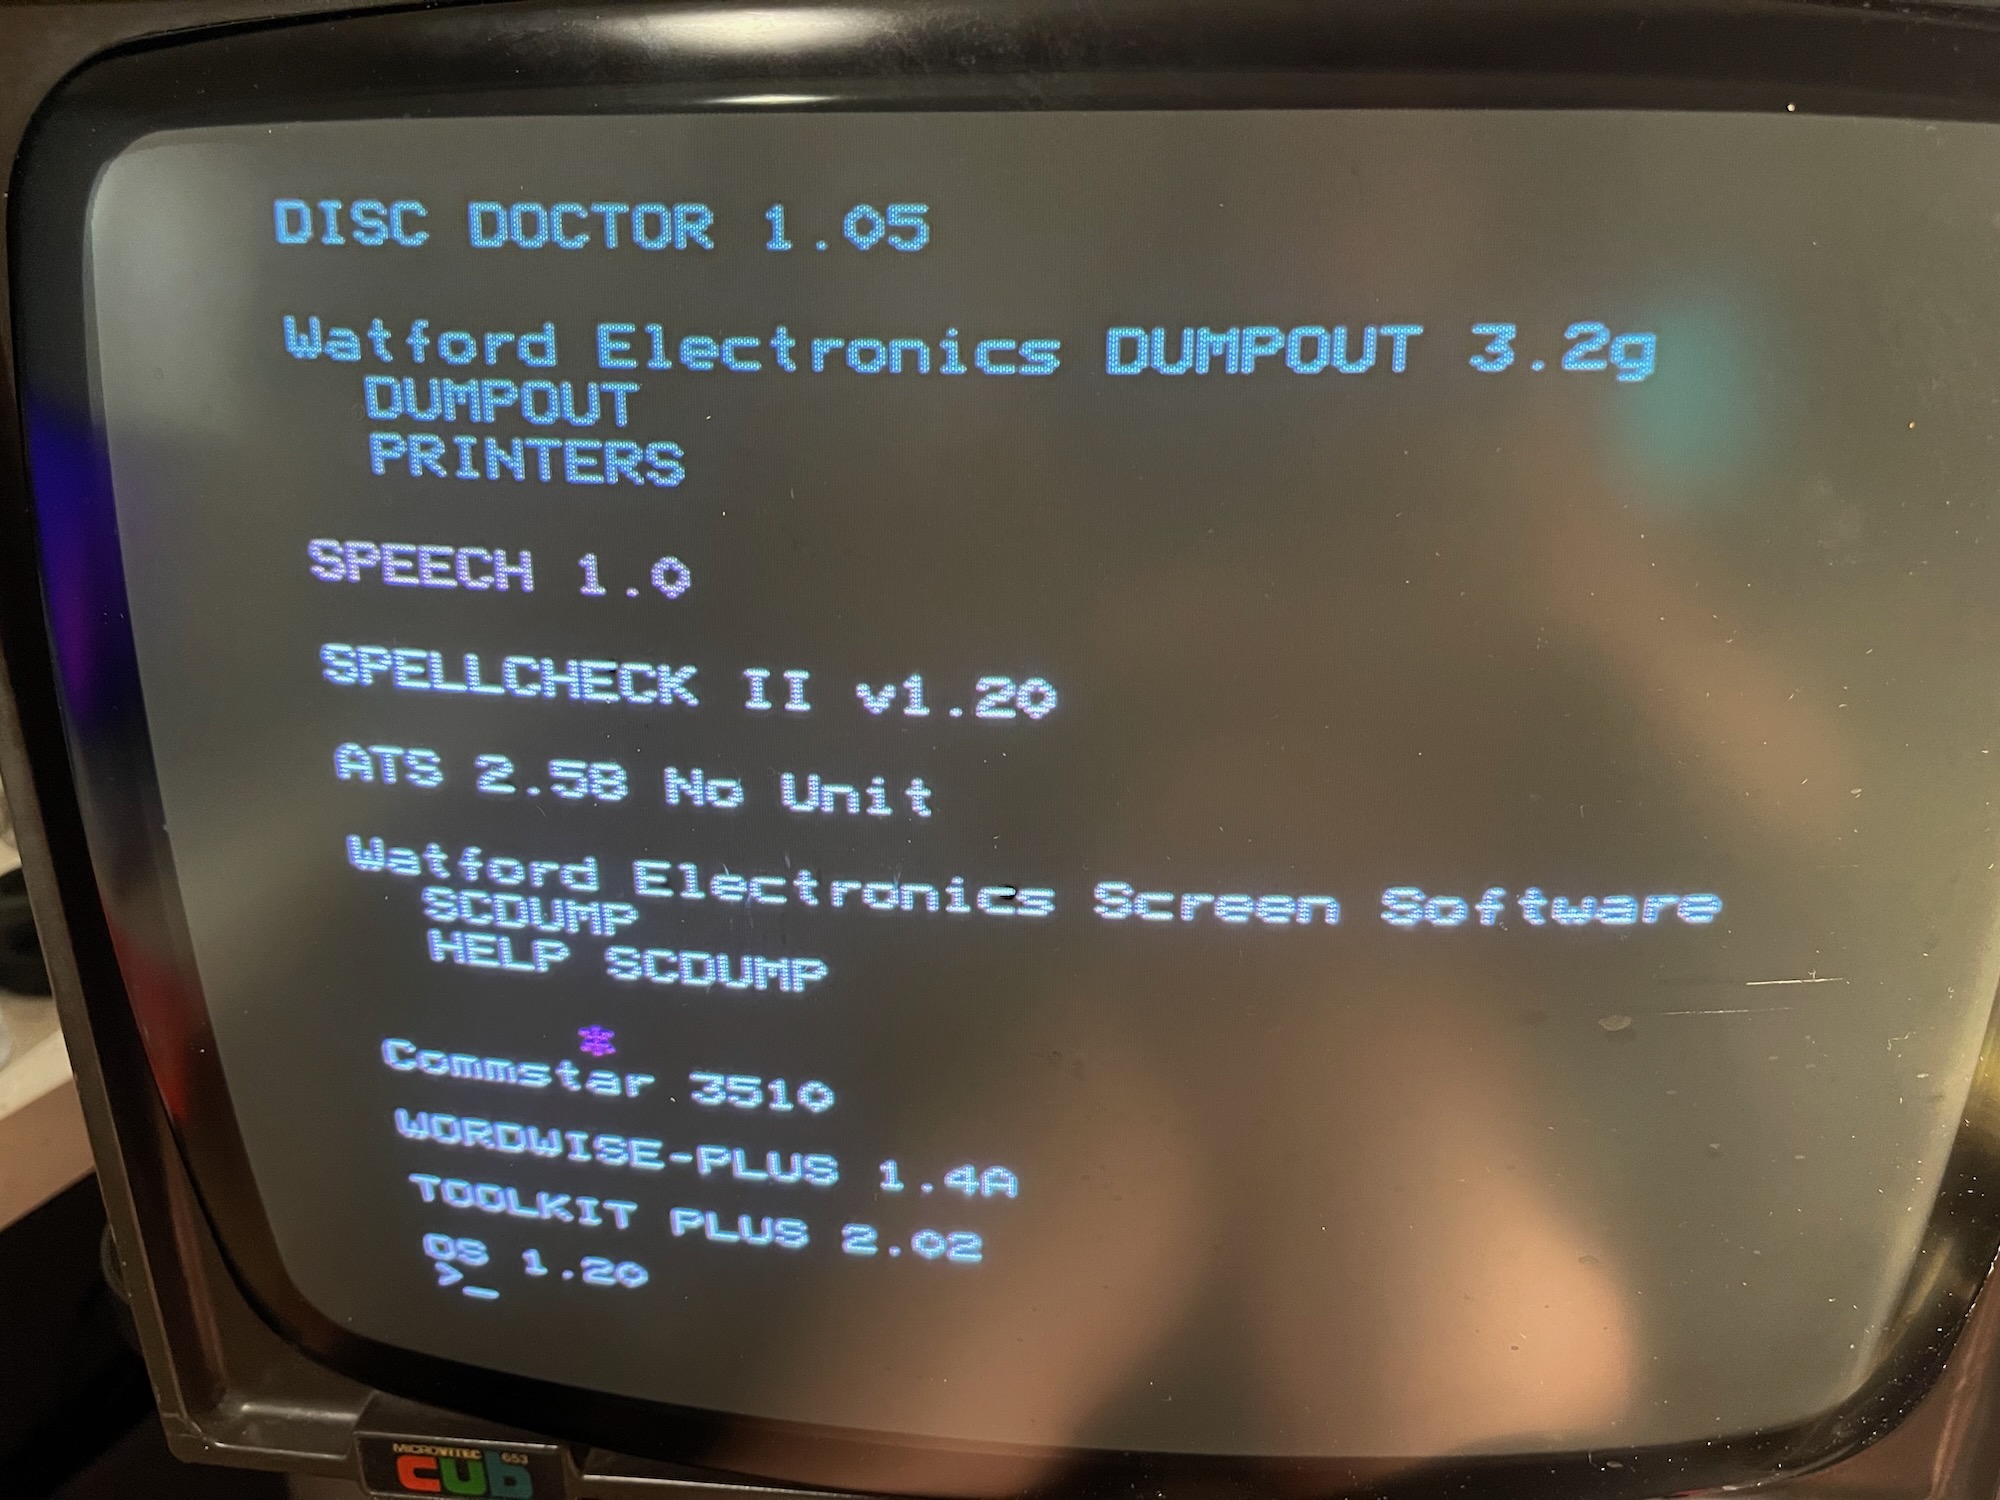 DISC DOCTOR 1.05
Watford Electronics DUMPOUT 3.2g
DUMPOUT
PRINTERS
SPEECH 1.0
SPELLCHECK II v1.20
ATS 2.58 No Unit
Watford Electronics Screen Software
SCDUMP
HELP SCDUMP
*
Commstar 3510
WORDWISE-PLUS 1.4A
TOOLKIT PLUS 2.02
OS 1.20
>_
MICROVITEC 653
cub